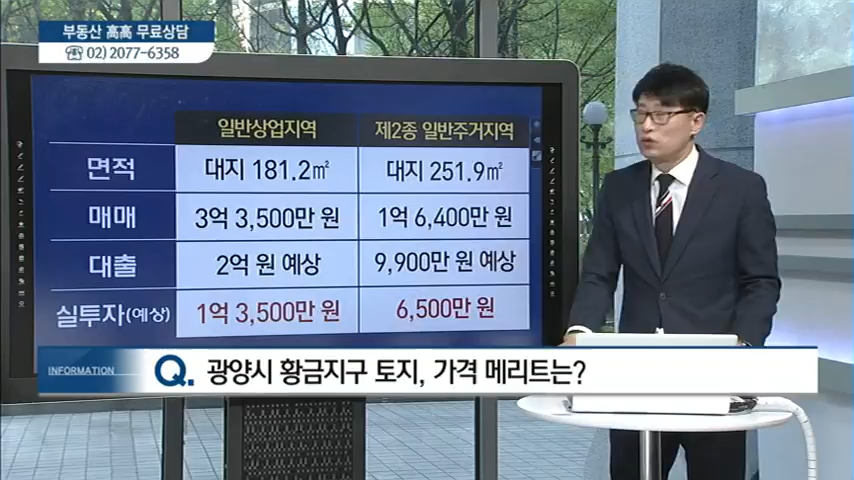 부동산 高高 무료상담
☎ 02) 2077-6358
일반상업지역 제2종 일반주거지역
면적 대지 181.2㎡ 대지 251.9㎡
매매 3억 3,500만 원 1억 6,400만 원
대출 2억 원 예상 9,900만 원 예상
실투자(예상) 1억 3,500만 원 6,500만 원
INFORMATION Q. 광양시 황금지구 토지, 가격 메리트는?